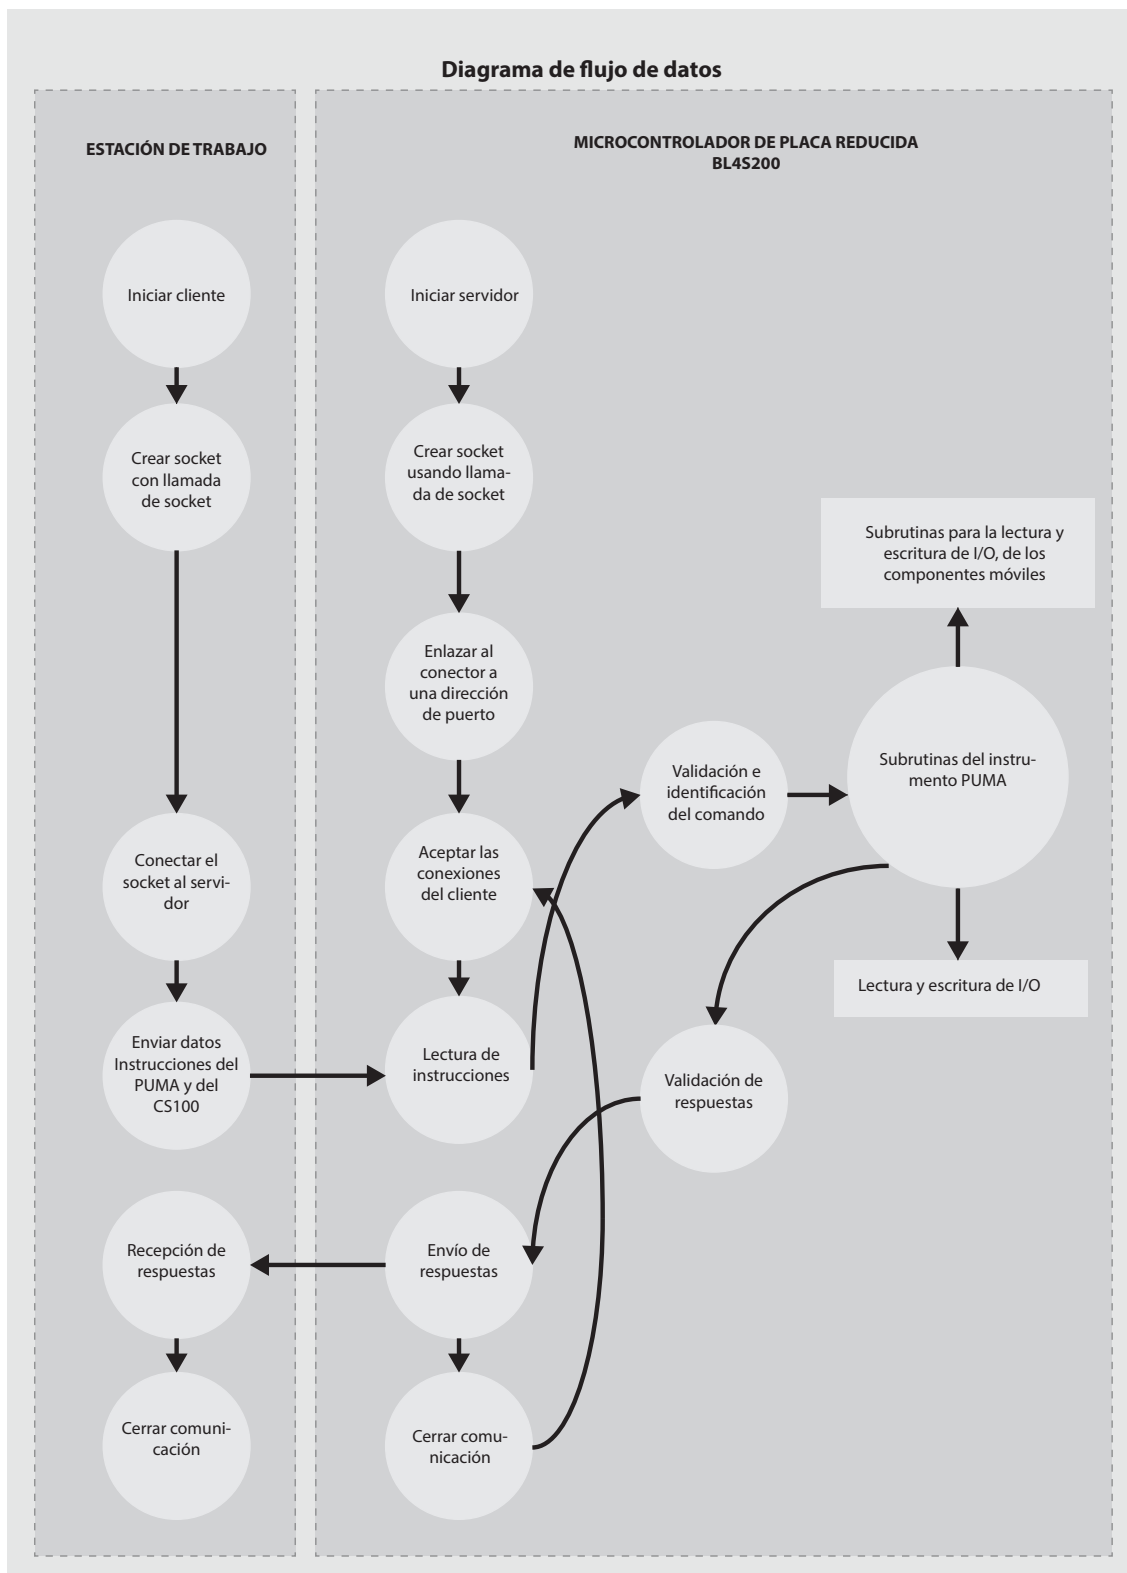 Diagrama de flujo de datos
ESTACIÓN DE TRABAJO
Iniciar cliente
Crear socket
con llamada
de socket
Conectar el
socket al servi-
dor
Enviar datos
Instrucciones del
PUMA y del
CS100
Recepción de
respuestas
Cerrar comuni-
cación
MICROCONTROLADOR DE PLACA REDUCIDA
BL4S200
Iniciar servidor
Crear socket
usando llama-
da de socket
Enlazar al
conector a
una dirección
de puerto
Aceptar las
conexiones
del cliente
Lectura de
instrucciones
Envío de
respuestas
Cerrar comu-
nicación
Validación e
identificación
del comando
Validación de
respuestas
Subrutinas para la lectura y
escritura de I/O, de los
componentes móviles
Subrutinas del instru-
mento PUMA
Lectura y escritura de I/O